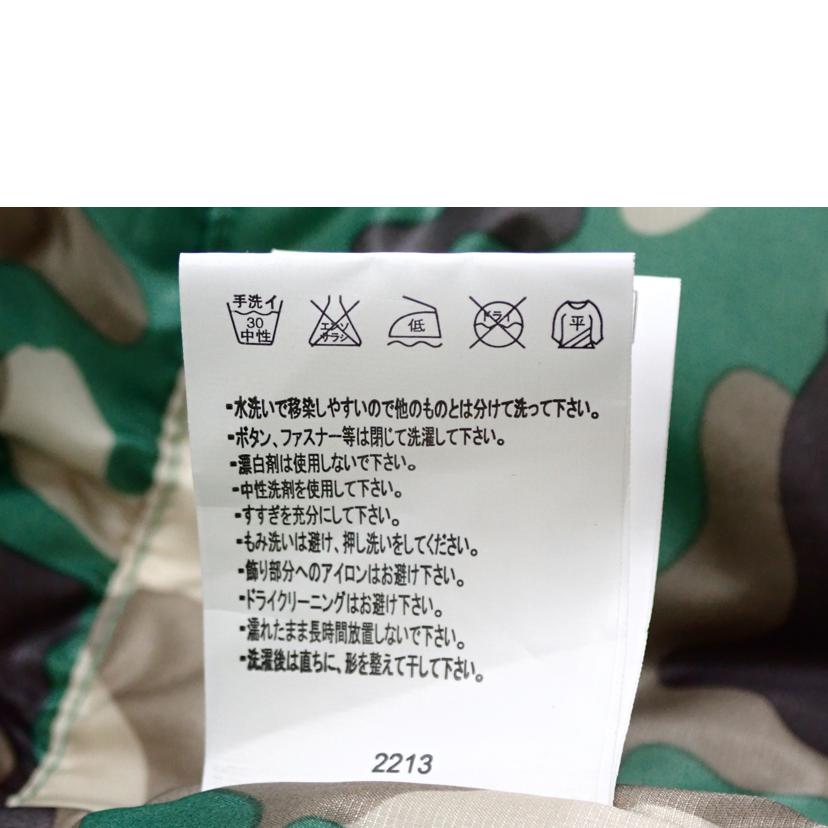 手洗イ 30 中性 エンソ サラシ 低 ドライ 平
-水洗いで移染しやすいので他のものとは分けて洗って下さい。
-ボタン、ファスナー等は閉じて洗濯して下さい。
-漂白剤は使用しないで下さい。
-中性洗剤を使用して下さい。
-すすぎを充分にして下さい。
-もみ洗いは避け、押し洗いをしてください。
-飾り部分へのアイロンはお避け下さい。
-ドライクリーニングはお避け下さい。
-濡れたまま長時間放置しないで下さい。
-洗濯後は直ちに、形を整えて干して下さい。
2213